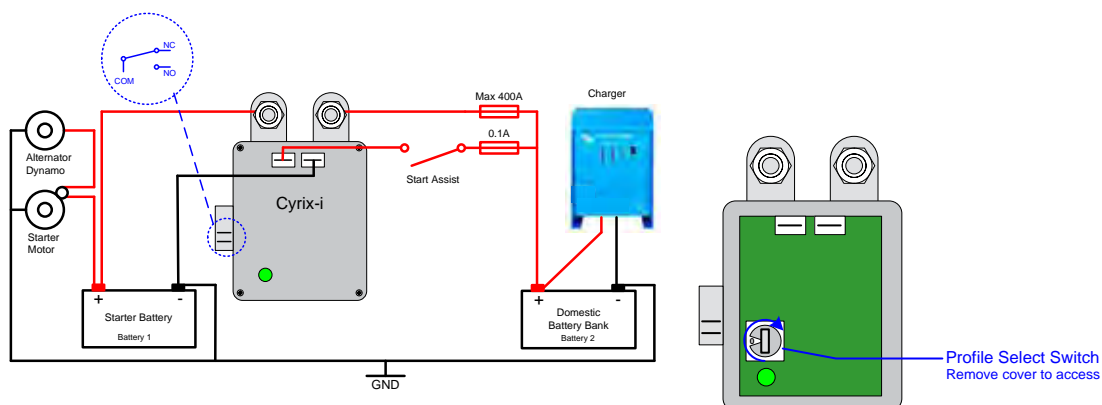 NC
COM
NO
Max 400A
Charger
0.1A
Alternator
Dynamo
Start Assist
Cyrix-i
Starter
Motor
+
-
Starter Battery
Battery 1
+
-
Domestic
Battery Bank
Battery 2
GND
Profile Select Switch
Remove cover to access